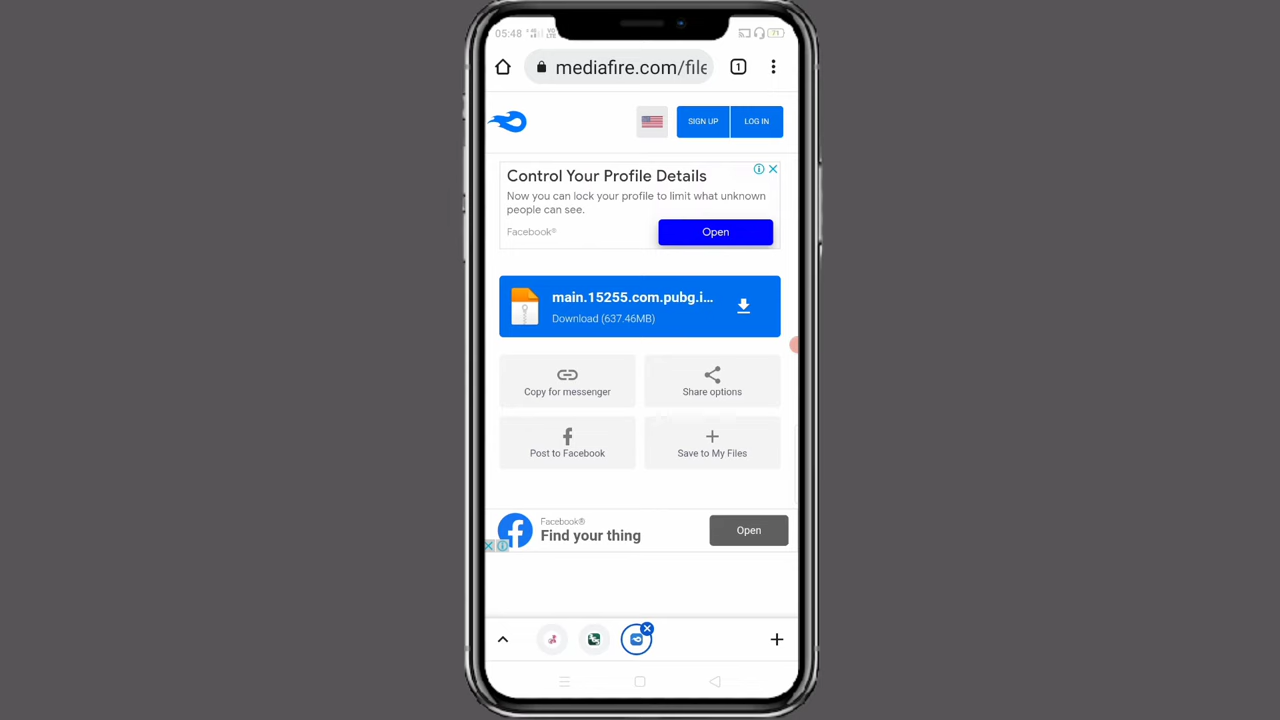 05:48
71
mediafire.com/file
1
SIGN UP
LOG IN
Control Your Profile Details
Now you can lock your profile to limit what unknown
people can see.
Facebook®
Open
main.15255.com.pubg.i...
Download (637.46MB)
Copy for messenger
Share options
Post to Facebook
Save to My Files
Facebook®
Find your thing
Open